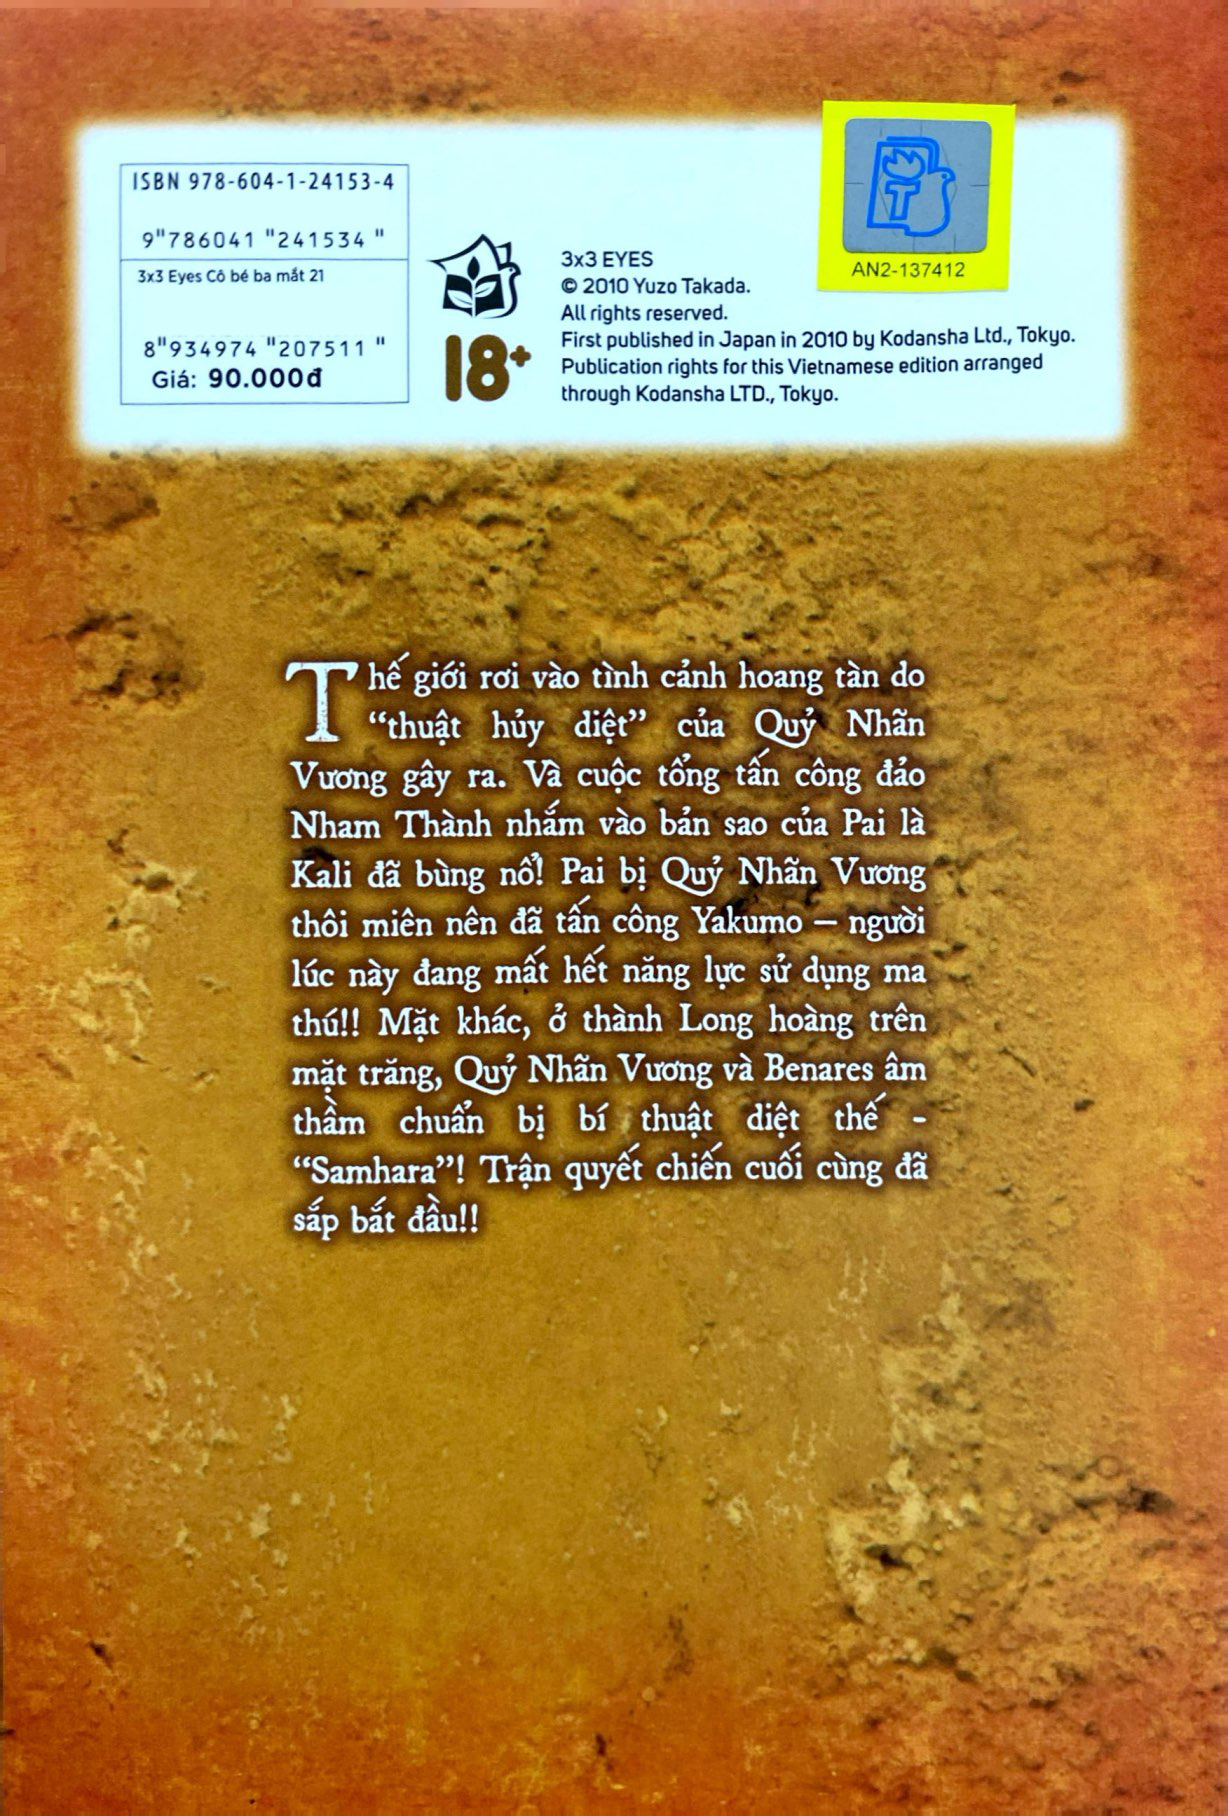 ISBN 978-604-1-24153-4
9"786041 "241534 "
3x3 Eyes Cô bé ba mắt 21
8"934974 "207511 "
Giá: 90.000đ
18+
3x3 EYES
© 2010 Yuzo Takada.
All rights reserved.
First published in Japan in 2010 by Kodansha Ltd., Tokyo.
Publication rights for this Vietnamese edition arranged
through Kodansha LTD., Tokyo.
T
AN2-137412
Thế giới rơi vào tình cảnh hoang tàn do
“thuật hủy diệt” của Quỷ Nhãn
Vương gây ra. Và cuộc tổng tấn công đảo
Nham Thành nhắm vào bản sao của Pai là
Kali đã bùng nổ! Pai bị Quỷ Nhãn Vương
thôi miên nên đã tấn công Yakumo – người
lúc này đang mất hết năng lực sử dụng ma
thú!! Mặt khác, ở thành Long hoàng trên
mặt trăng, Quỷ Nhãn Vương và Benares âm
thầm chuẩn bị bí thuật diệt thế -
“Samhara”! Trận quyết chiến cuối cùng đã
sắp bắt đầu!!